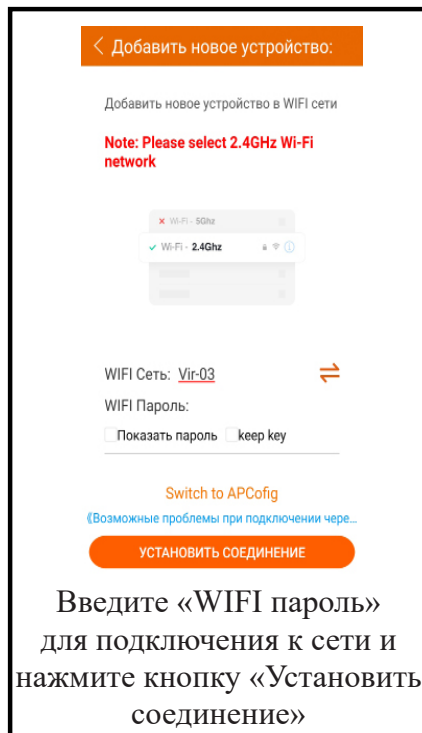 Добавить новое устройство:
Добавить новое устройство в WIFI сети
Note: Please select 2.4GHz Wi-Fi
network
Wi-Fi - 5Ghz
Wi-Fi - 2.4Ghz
WIFI Сеть: Vir-03
WIFI Пароль:
Показать пароль keep key
Switch to APCofig
《Возможные проблемы при подключении чере...
УСТАНОВИТЬ СОЕДИНЕНИЕ
Введите «WIFI пароль»
для подключения к сети и
нажмите кнопку «Установить
соединение»